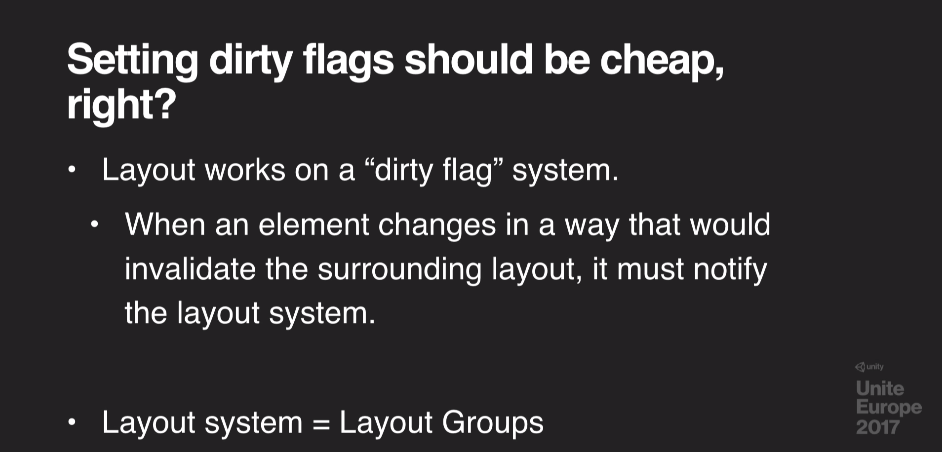 Setting dirty flags should be cheap,
right?
• Layout works on a “dirty flag” system.
• When an element changes in a way that would
invalidate the surrounding layout, it must notify
the layout system.
• Layout system = Layout Groups
unity
Unite
Europe
2017